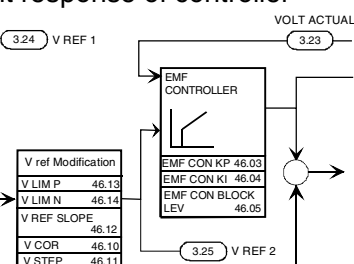 t response of controller
VOLT ACTUAL
3.24 V REF 1
3.23
EMF
CONTROLLER
V ref Modification
V LIM P 46.13
V LIM N 46.14
V REF SLOPE
46.12
V COR 46.10
V STEP 46.11
EMF CON KP 46.03
EMF CON KI 46.04
EMF CON BLOCK
LEV 46.05
3.25 V REF 2